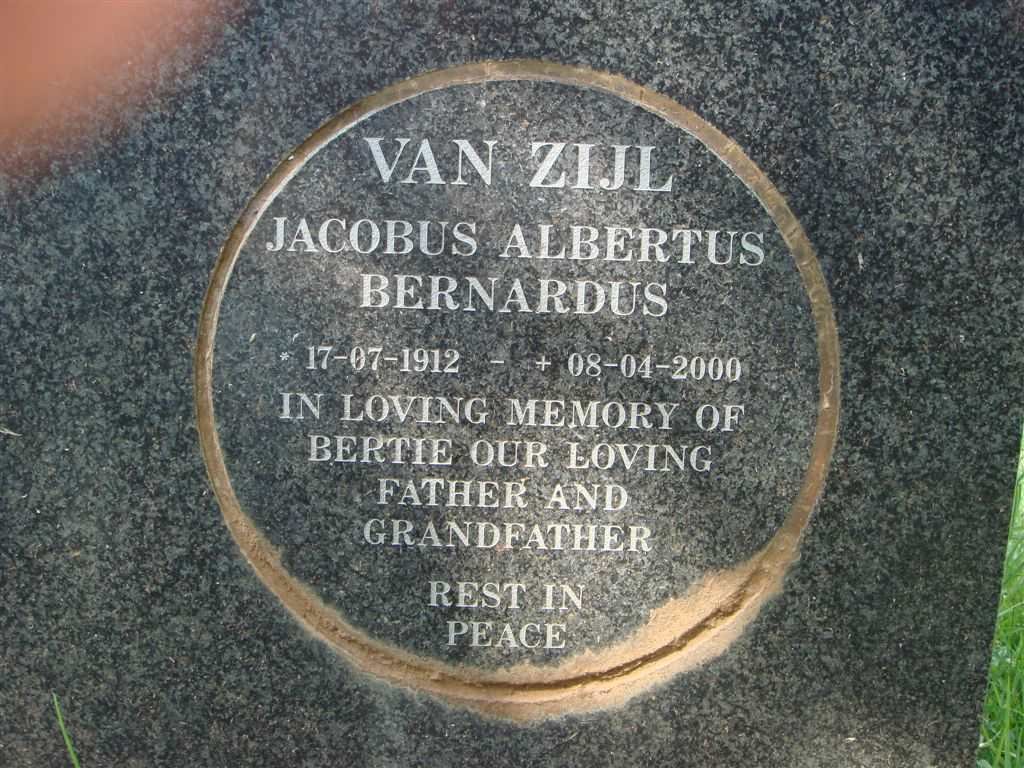 VAN ZIJL
JACOBUS ALBERTUS
BERNARDUS
* 17-07-1912 - + 08-04-2000
IN LOVING MEMORY OF
BERTIE OUR LOVING
FATHER AND
GRANDFATHER
REST IN
PEACE